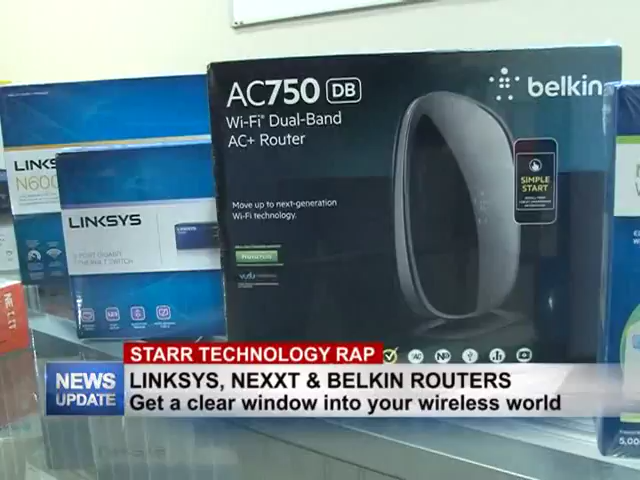 AC750 DB
Wi-Fi® Dual-Band
AC+ Router
belkin
SIMPLE
START
Move up to next-generation
Wi-Fi technology.
LINKS
N600
LINKSYS
STARR TECHNOLOGY RAP
NEWS
UPDATE
LINKSYS, NEXXT & BELKIN ROUTERS
Get a clear window into your wireless world